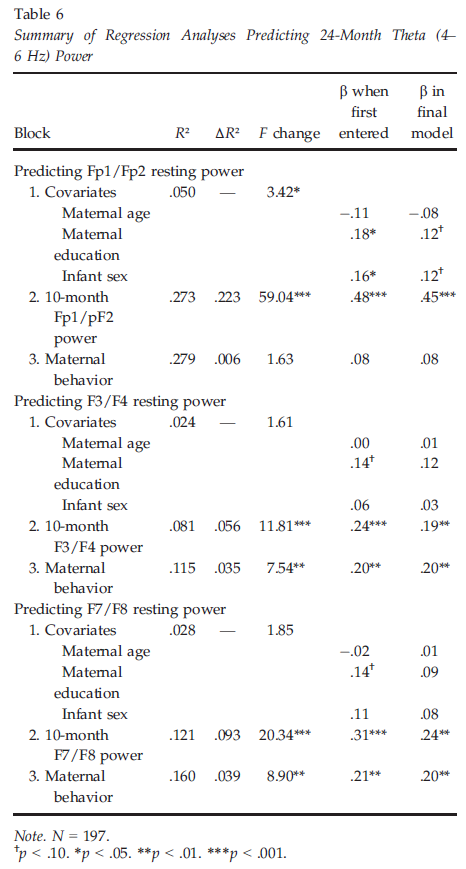 Table 6
Summary of Regression Analyses Predicting 24-Month Theta (4–
6 Hz) Power
β when β in
first final
Block R² ΔR² F change entered model
Predicting Fp1/Fp2 resting power
1. Covariates .050 — 3.42*
Maternal age −.11 −.08
Maternal .18* .12†
education
Infant sex .16* .12†
2. 10-month .273 .223 59.04*** .48*** .45***
Fp1/pF2
power
3. Maternal .279 .006 1.63 .08 .08
behavior
Predicting F3/F4 resting power
1. Covariates .024 — 1.61
Maternal age .00 .01
Maternal .14† .12
education
Infant sex .06 .03
2. 10-month .081 .056 11.81*** .24*** .19**
F3/F4 power
3. Maternal .115 .035 7.54** .20** .20**
behavior
Predicting F7/F8 resting power
1. Covariates .028 — 1.85
Maternal age −.02 .01
Maternal .14† .09
education
Infant sex .11 .08
2. 10-month .121 .093 20.34*** .31*** .24**
F7/F8 power
3. Maternal .160 .039 8.90** .21** .20**
behavior
Note. N = 197.
†p < .10. *p < .05. **p < .01. ***p < .001.